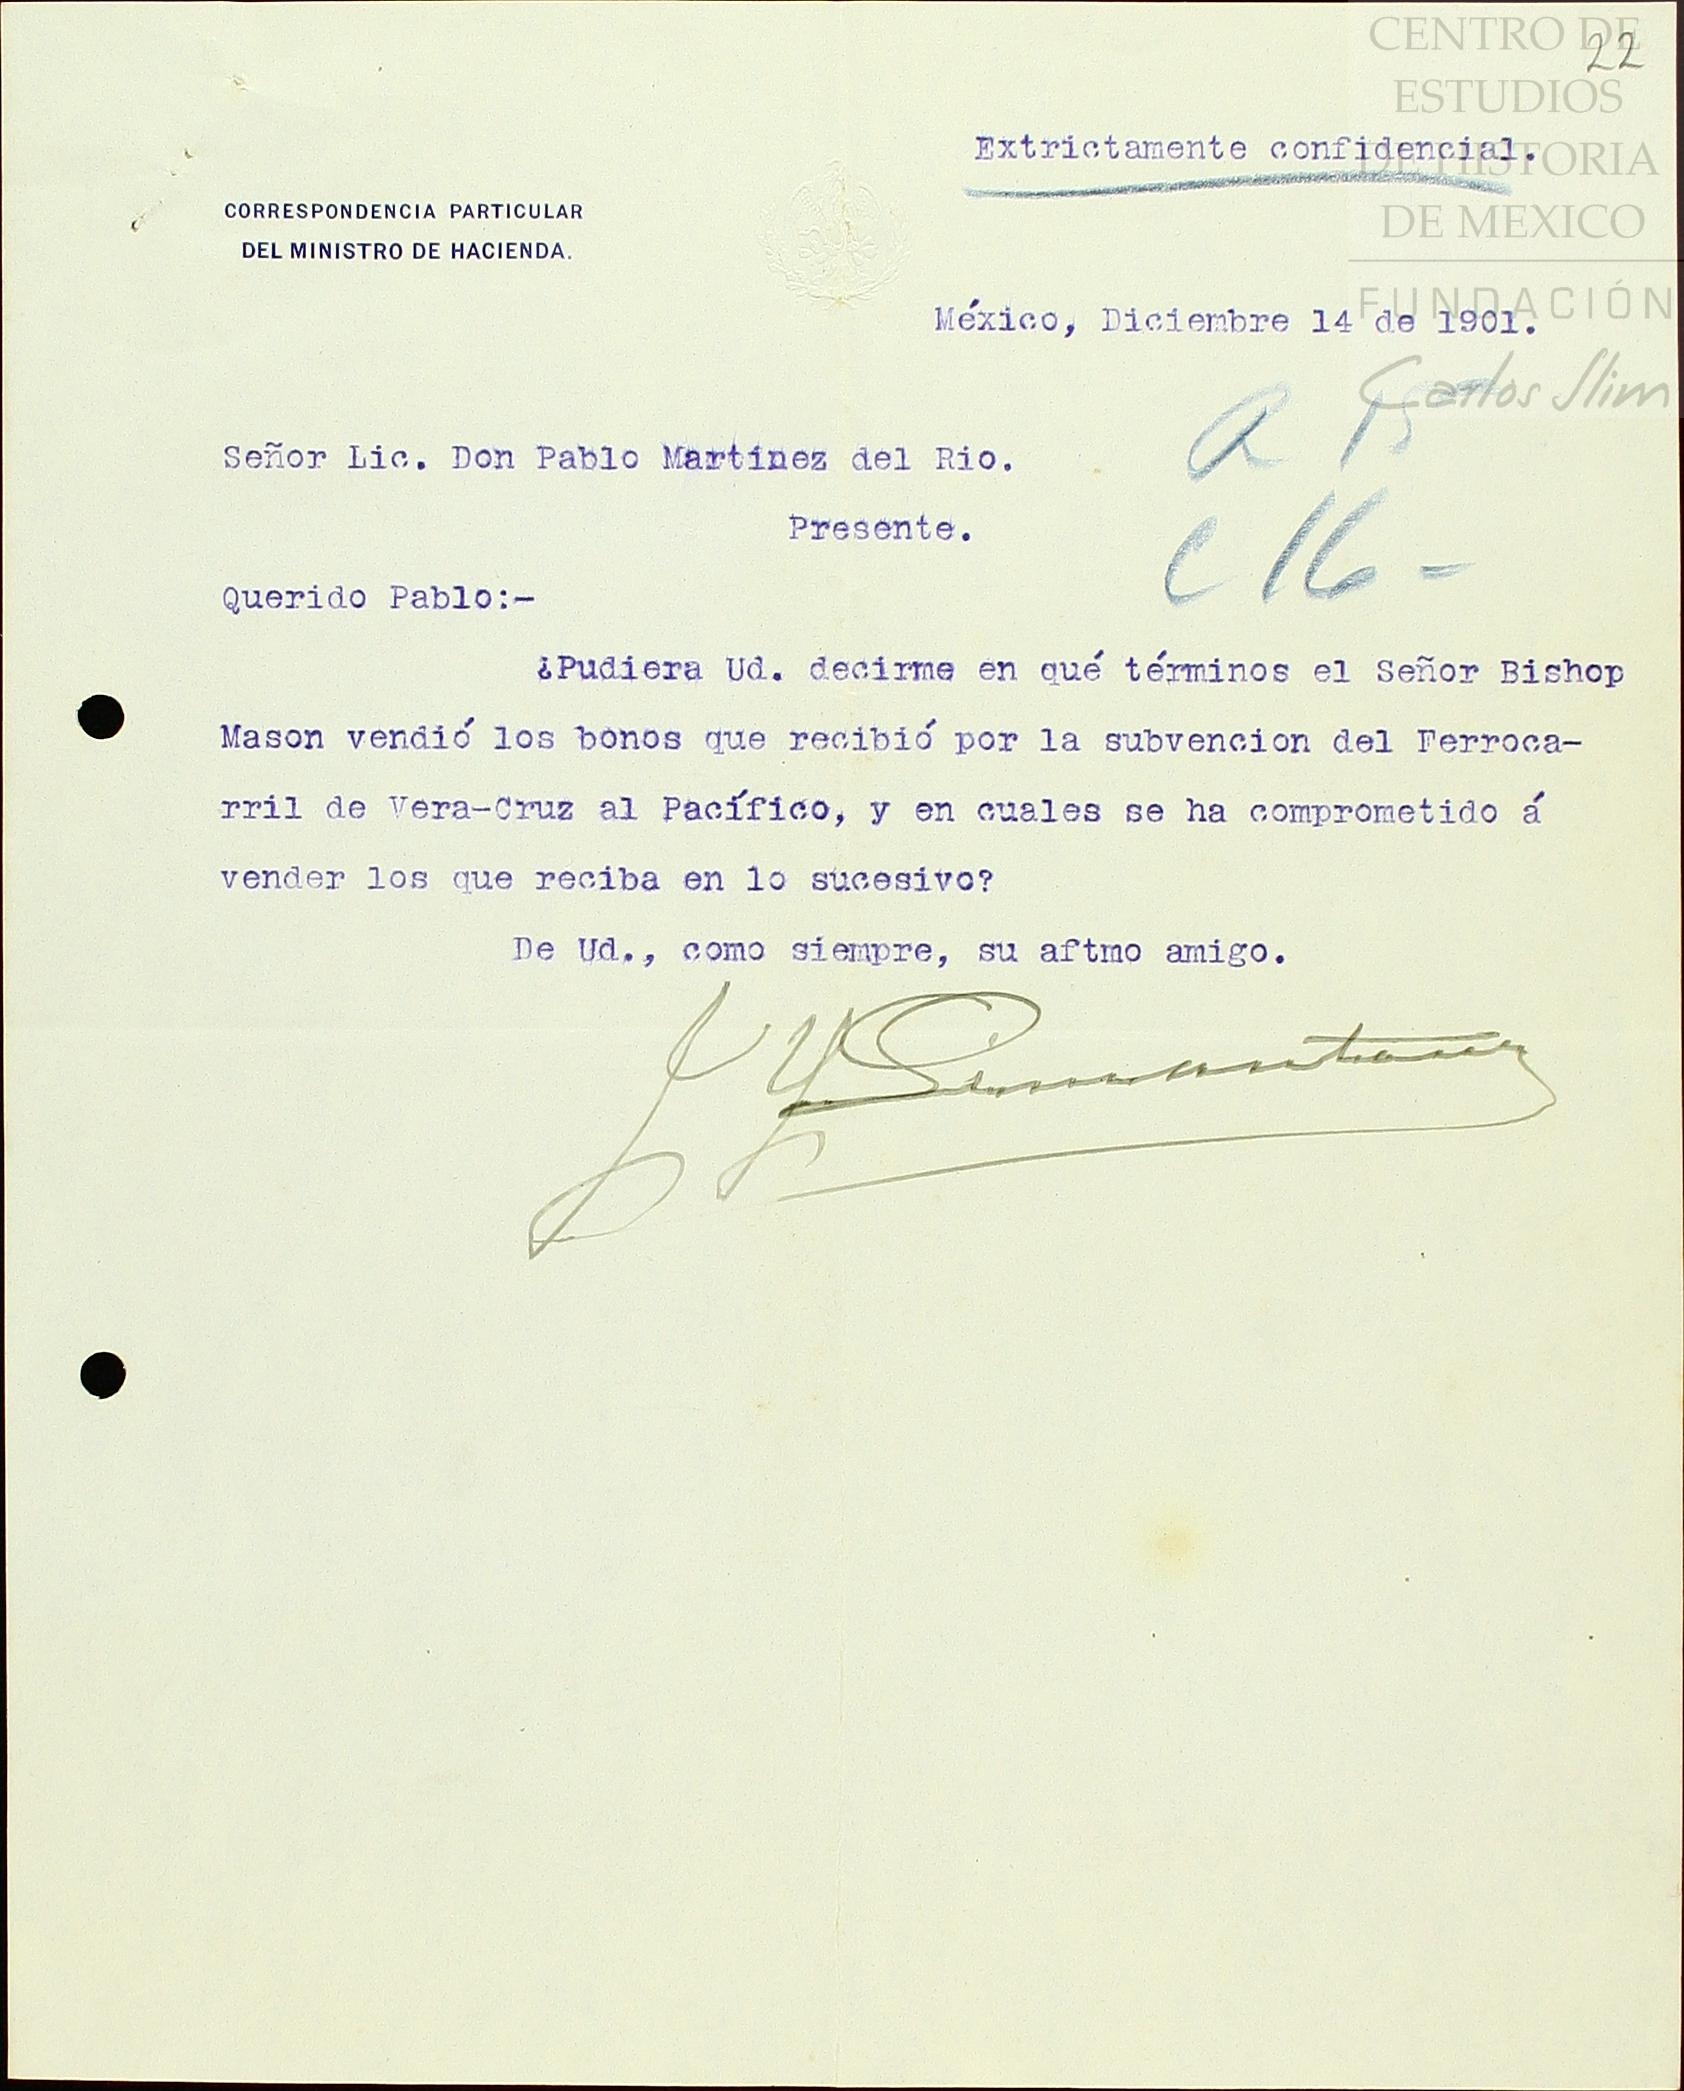 CENTRO DE
ESTUDIOS
DE HISTORIA
DE MEXICO
FUNDACIÓN
Carlos Slim
22
Extrictamente confidencial.
CORRESPONDENCIA PARTICULAR
DEL MINISTRO DE HACIENDA.
México, Diciembre 14 de 1901.
Señor Lic. Don Pablo Martínez del Rio.
Presente.
C 16 -
Querido Pablo:-
¿Pudiera Ud. decirme en qué términos el Señor Bishop
Mason vendió los bonos que recibió por la subvencion del Ferroca-
rril de Vera-Cruz al Pacífico, y en cuales se ha comprometido á
vender los que reciba en lo sucesivo?
De Ud., como siempre, su aftmo amigo.
J Y Limantour